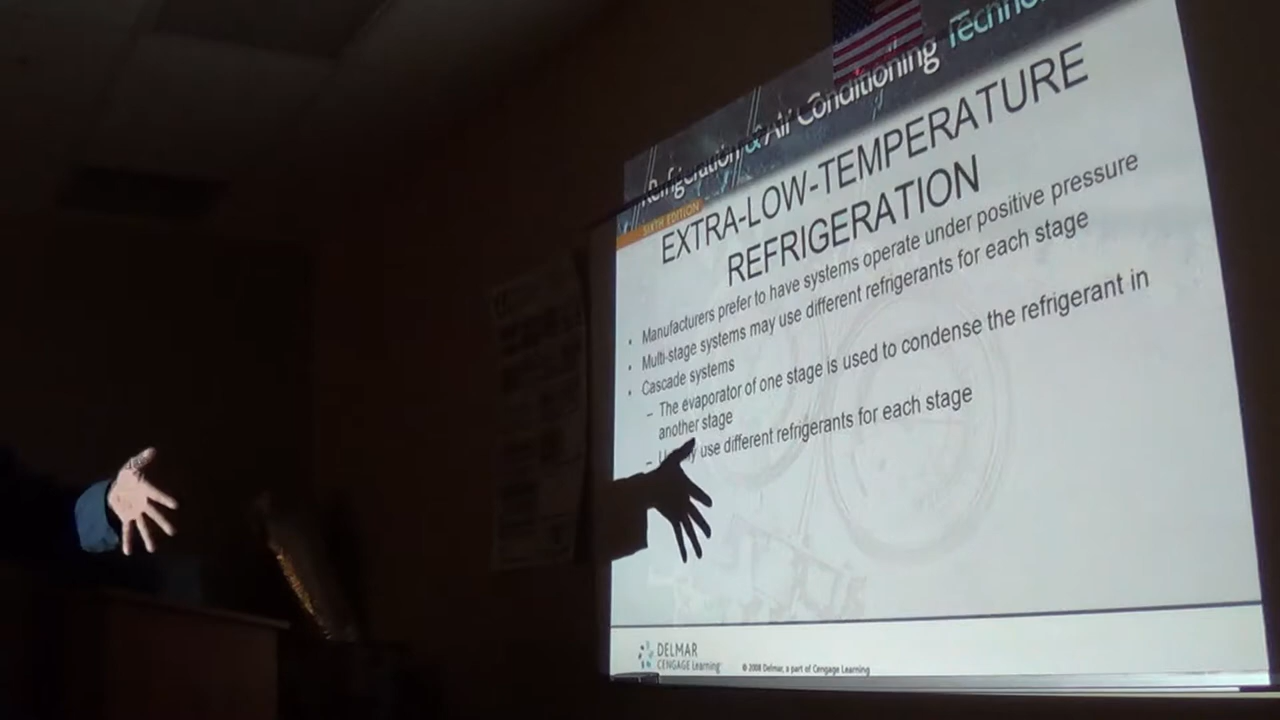 Refrigeration & Air Conditioning
SIXTH EDITION
EXTRA-LOW-TEMPERATURE
REFRIGERATION
• Manufacturers prefer to have systems operate under positive pressure
• Multi-stage systems may use different refrigerants for each stage
• Cascade systems
– The evaporator of one stage is used to condense the refrigerant in
another stage
– use different refrigerants for each stage
DELMAR
CENGAGE Learning
© 2008 Delmar, a part of Cengage Learning